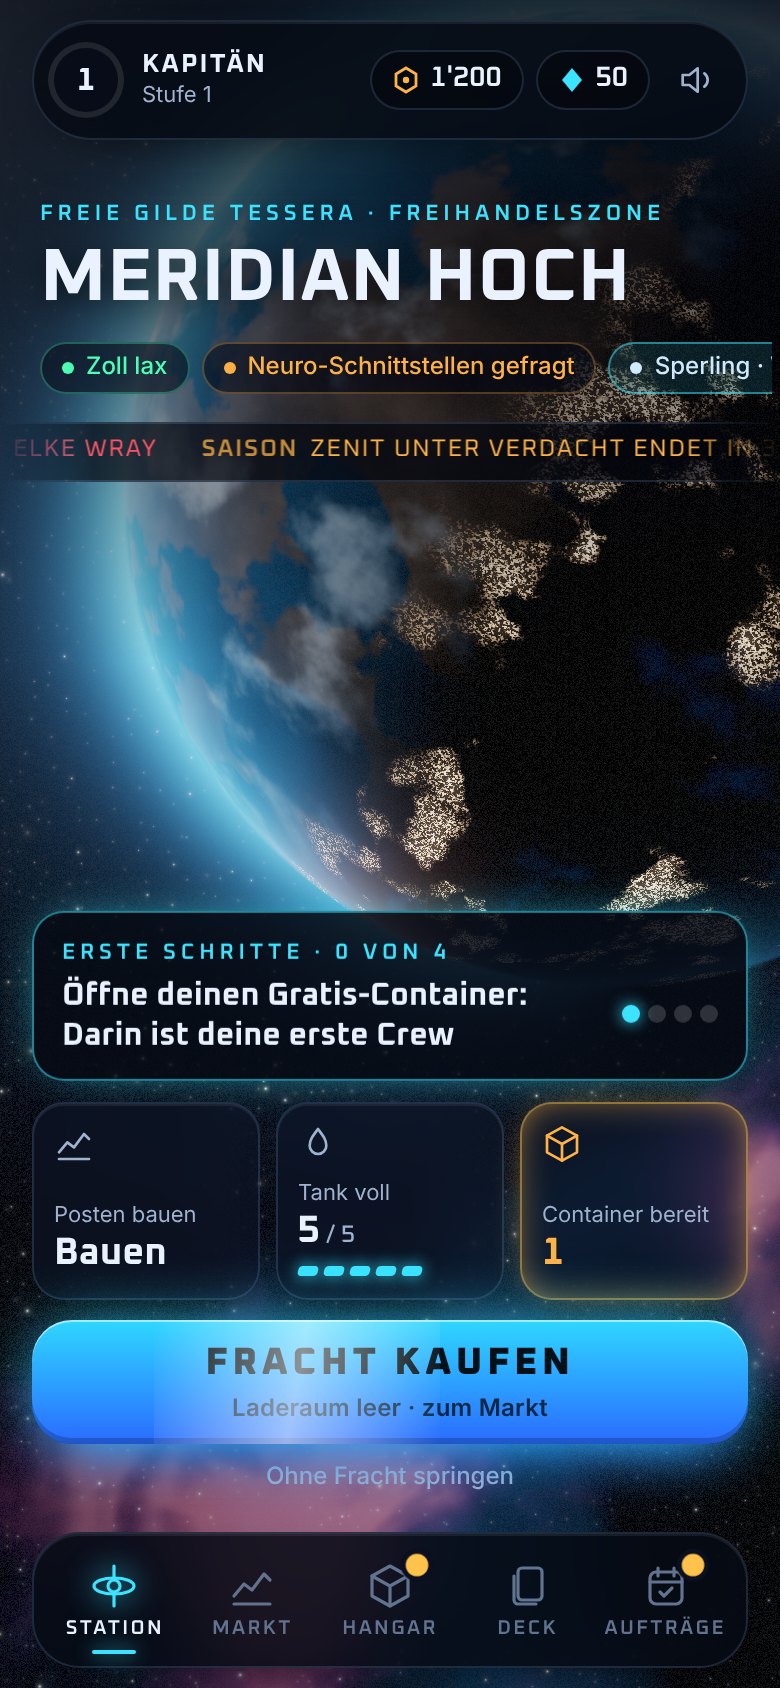 1 KAPITÄN 1'200 50
Stufe 1
FREIE GILDE TESSERA · FREIHANDELSZONE
MERIDIAN HOCH
Zoll lax Neuro-Schnittstellen gefragt Sperling ·
ELKE WRAY SAISON ZENIT UNTER VERDACHT ENDET IN
ERSTE SCHRITTE · 0 VON 4
Öffne deinen Gratis-Container:
Darin ist deine erste Crew
Posten bauen
Bauen
Tank voll
5 / 5
Container bereit
1
FRACHT KAUFEN
Laderaum leer · zum Markt
Ohne Fracht springen
STATION MARKT HANGAR DECK AUFTRÄGE